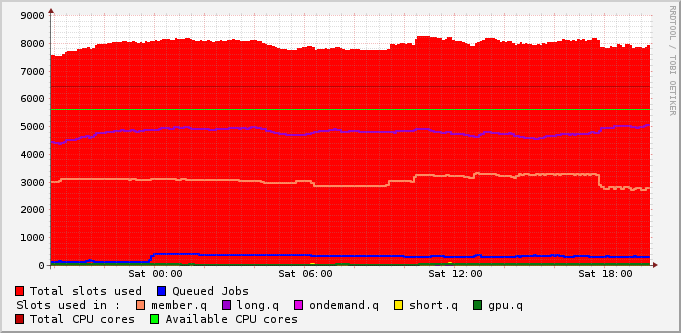 RRDTOOL / TOBI OETIKER
9000
8000
7000
6000
5000
4000
3000
2000
1000
0
Sat 00:00 Sat 06:00 Sat 12:00 Sat 18:00
Total slots used Queued Jobs
Slots used in : member.q long.q ondemand.q short.q gpu.q
Total CPU cores Available CPU cores